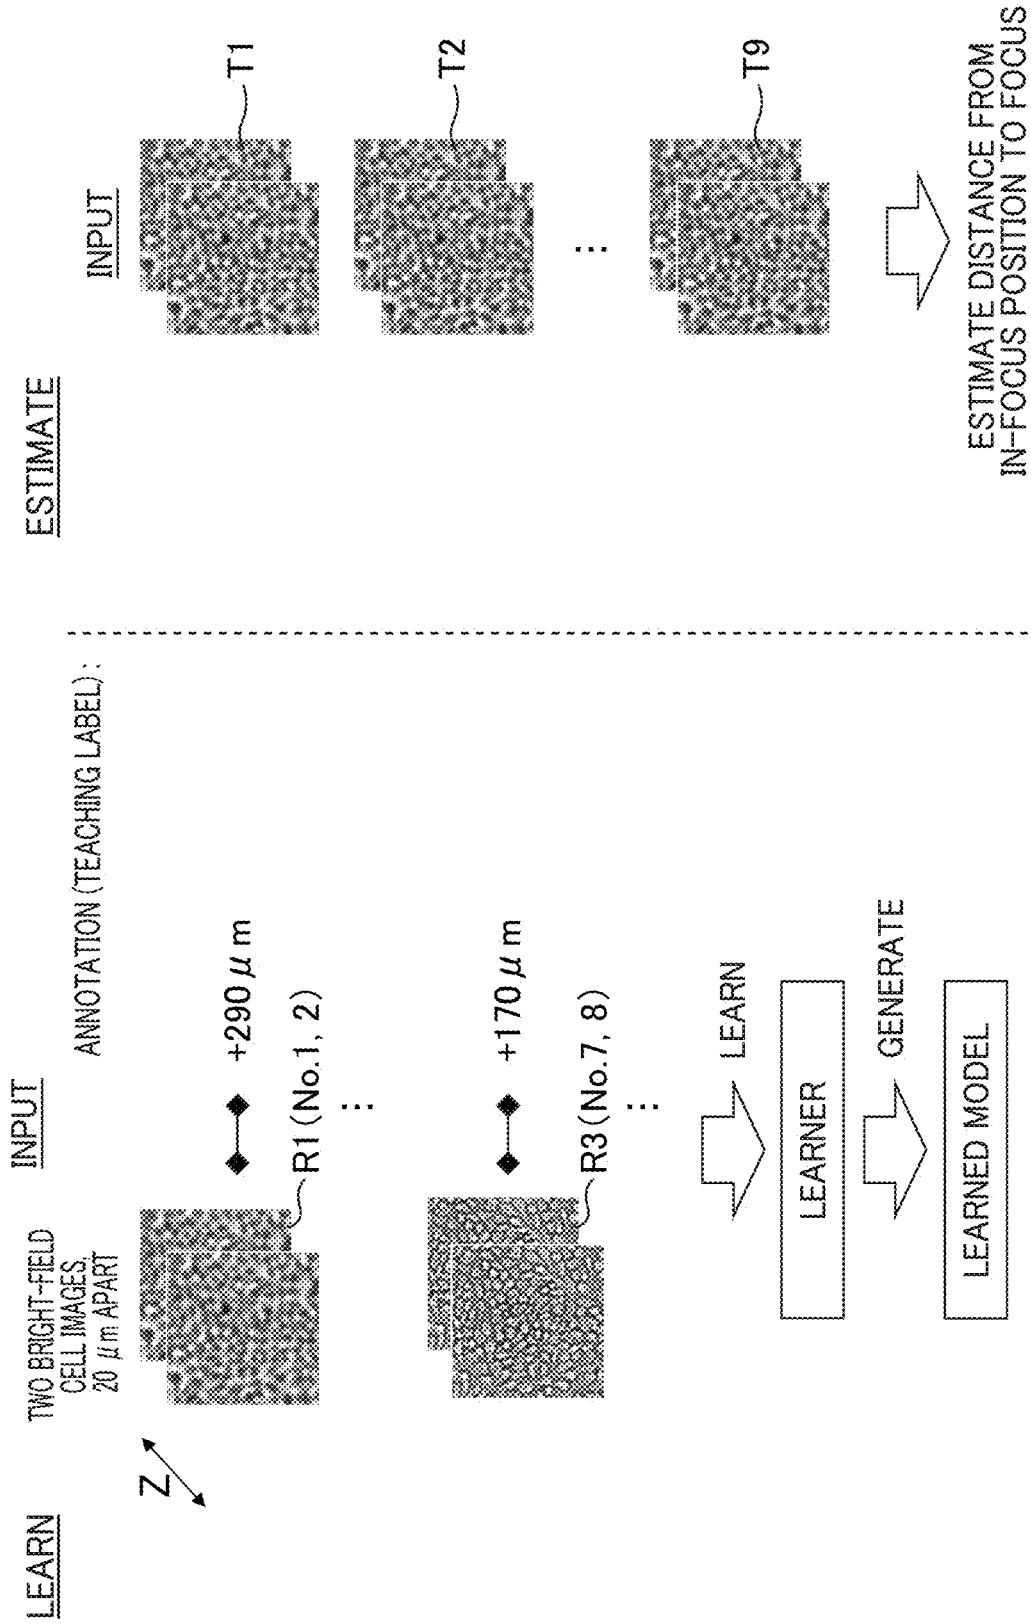 LEARN
INPUT
TWO BRIGHT-FIELD
CELL IMAGES,
20 μm APART
ANNOTATION (TEACHING LABEL) :
Z
+290 μm
R1 (No.1, 2)
...
+170 μm
R3 (No.7, 8)
...
LEARN
LEARNER
GENERATE
LEARNED MODEL
ESTIMATE
INPUT
T1
T2
...
T9
ESTIMATE DISTANCE FROM
IN-FOCUS POSITION TO FOCUS